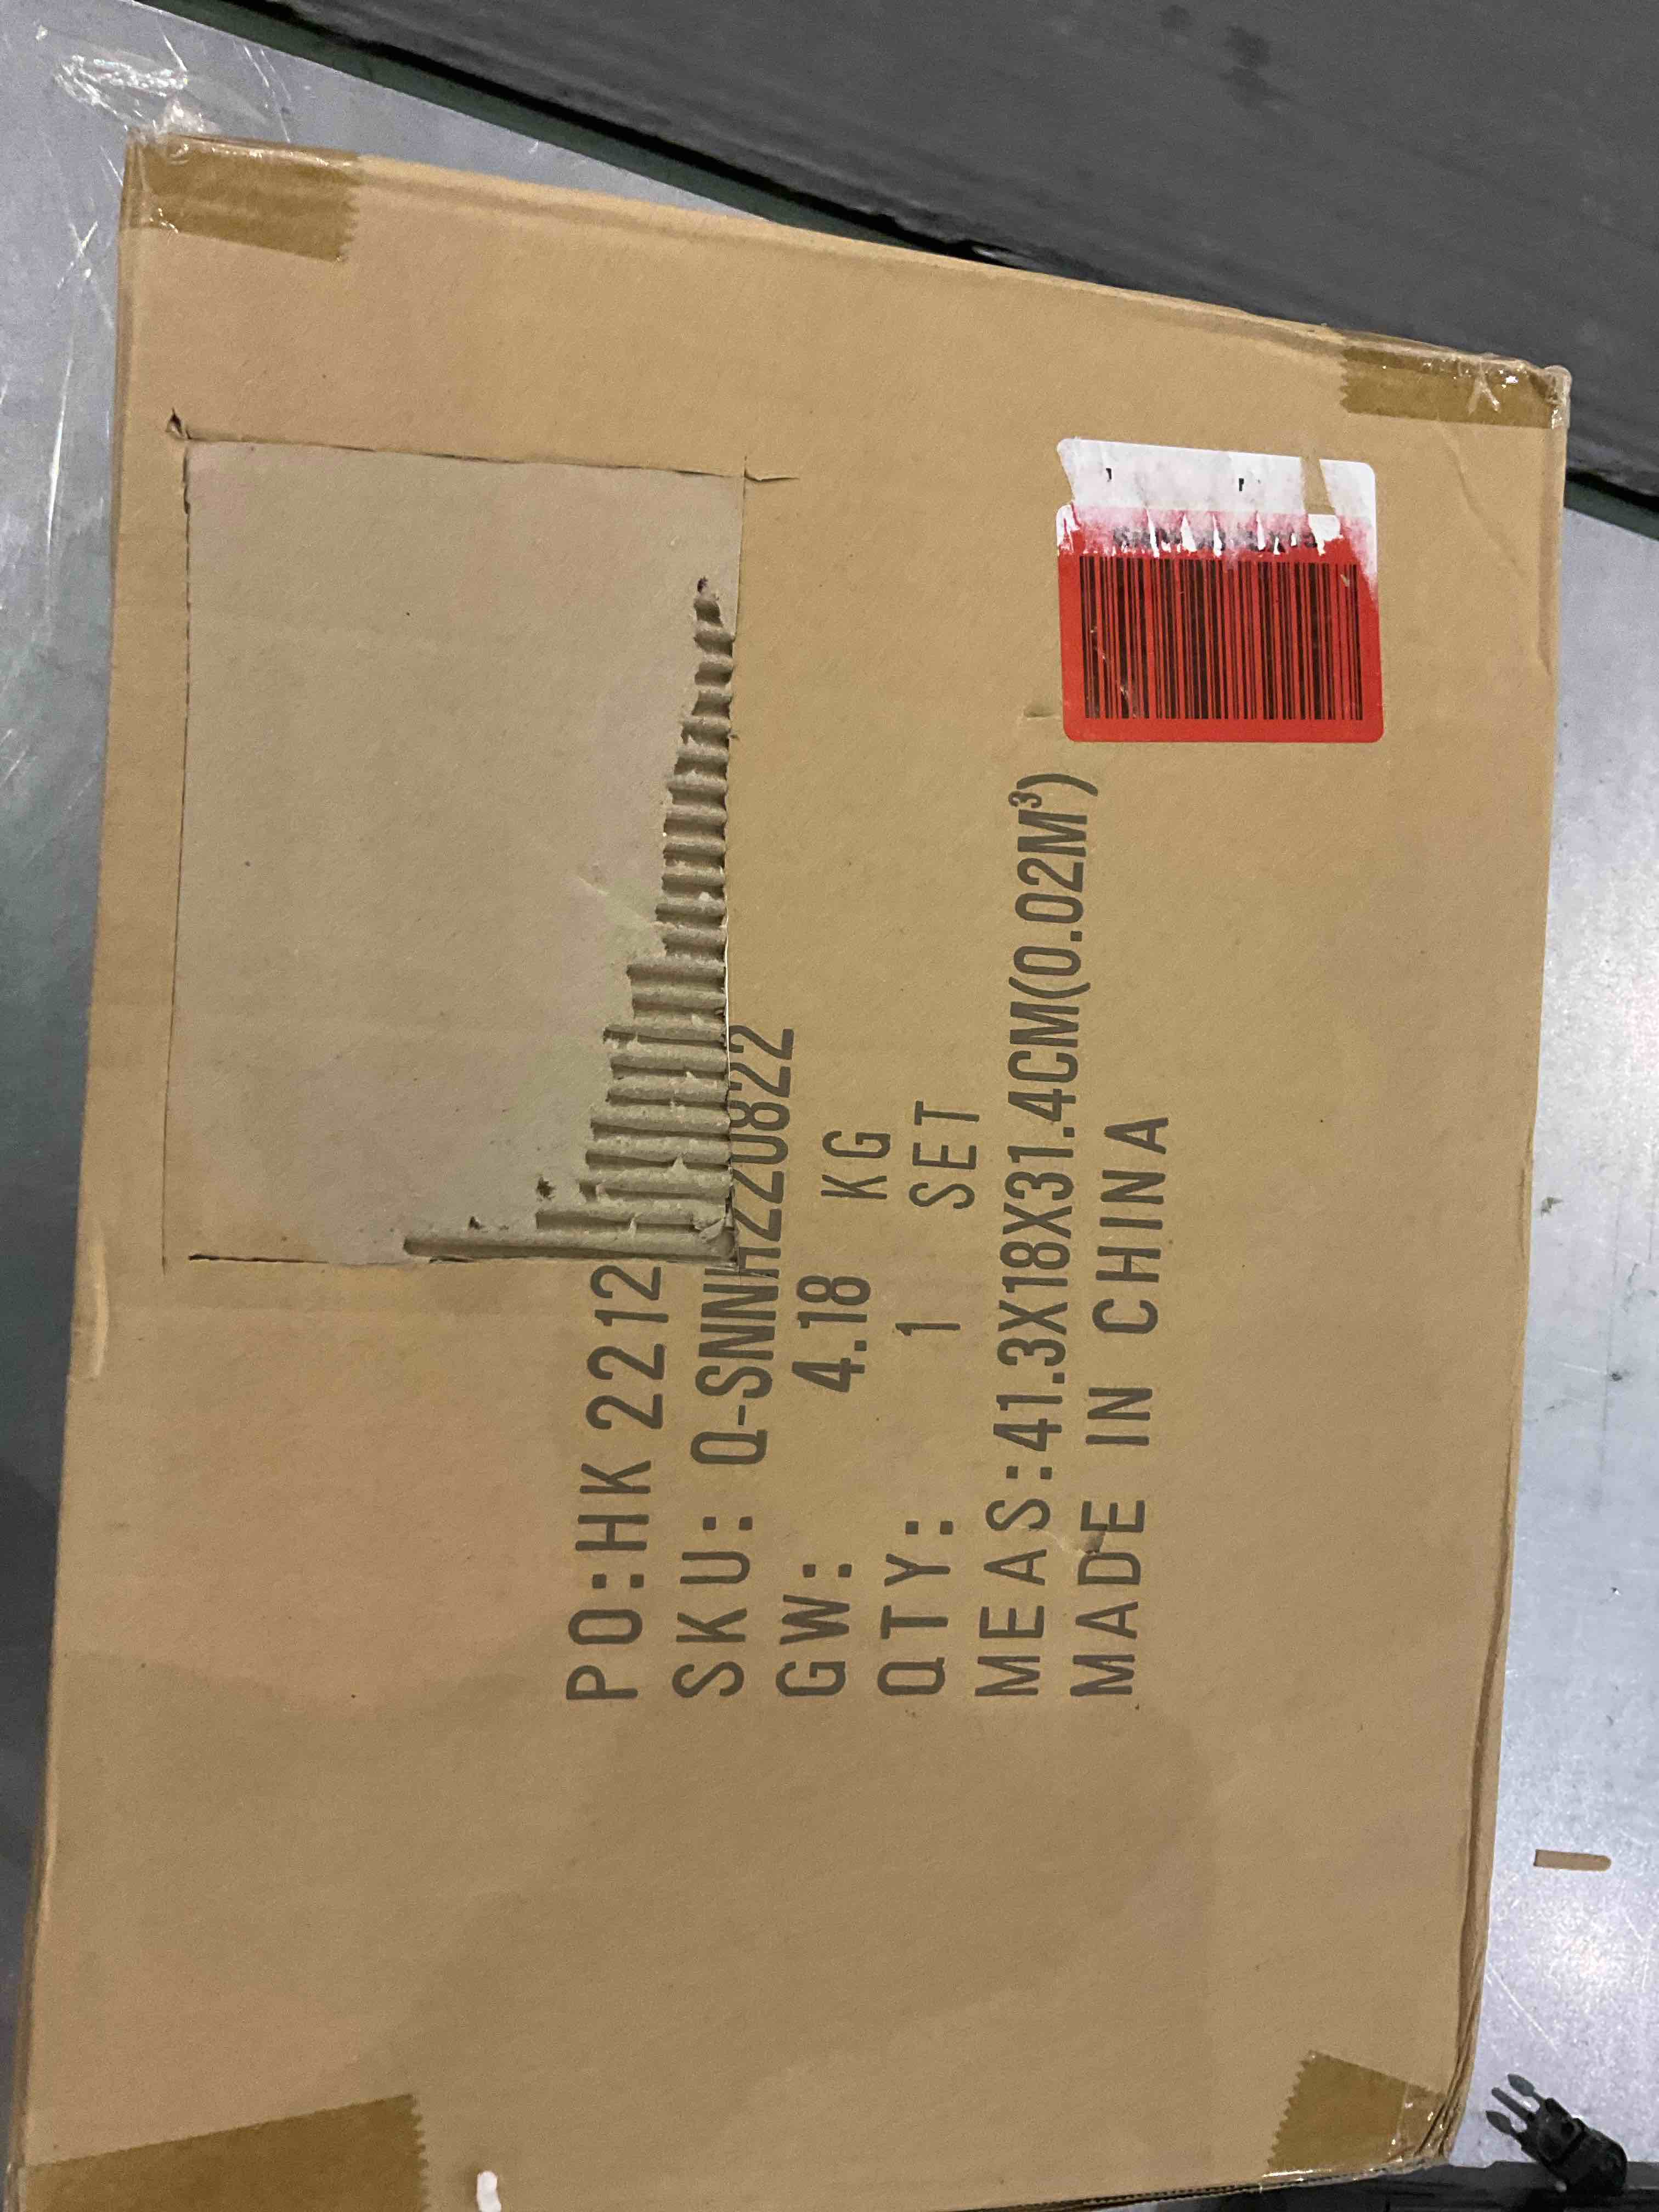 PO:HK 2212
SKU: Q-SNNH220822
GW: 4.18 KG
QTY: 1 SET
MEAS:41.3X18X31.4CM(0.02M³)
MADE IN CHINA